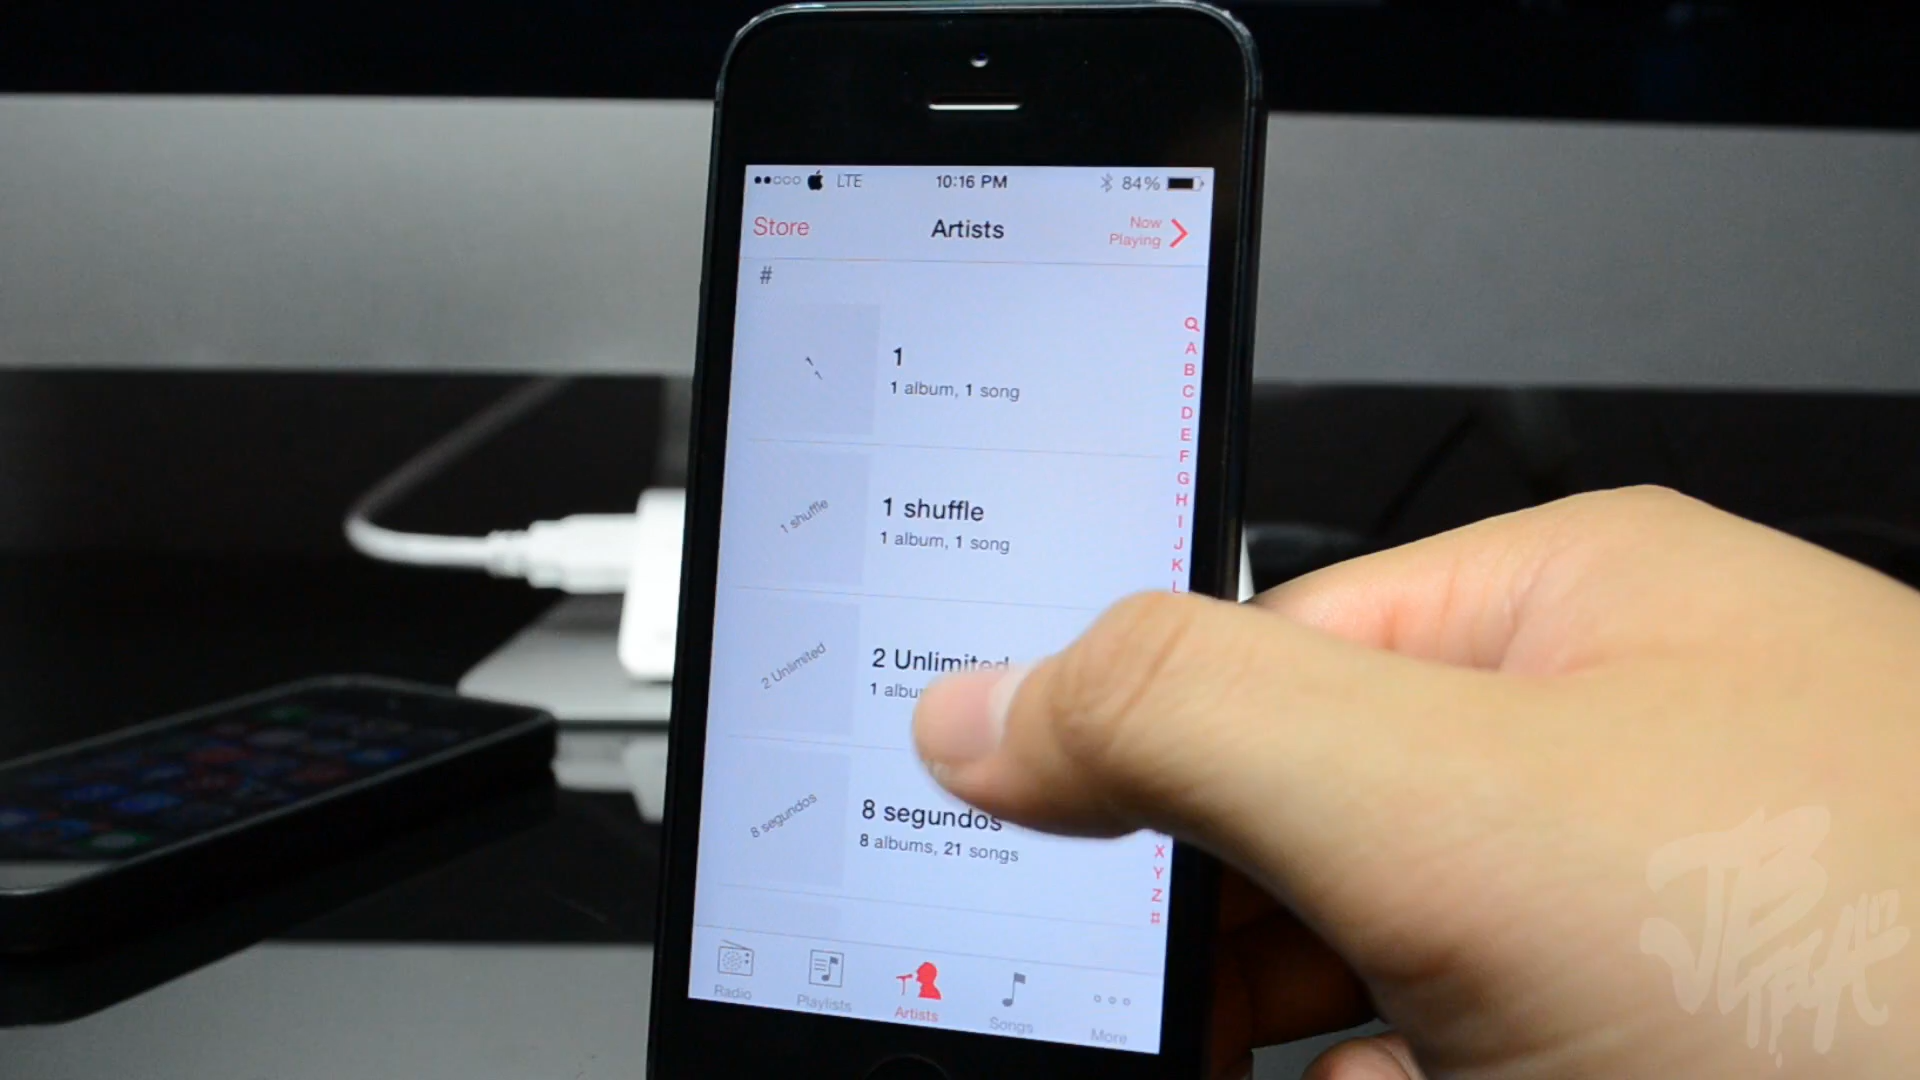 LTE 10:16 PM 84%
Store Artists Now Playing
#
1
1 album, 1 song
1 shuffle
1 shuffle
1 album, 1 song
2 Unlimited
2 Unlimited
1 albu
8 segundos
8 segundos
8 albums, 21 songs
A
B
C
D
E
F
G
H
I
J
K
L
X
Y
Z
#
Radio Playlists Artists Songs More